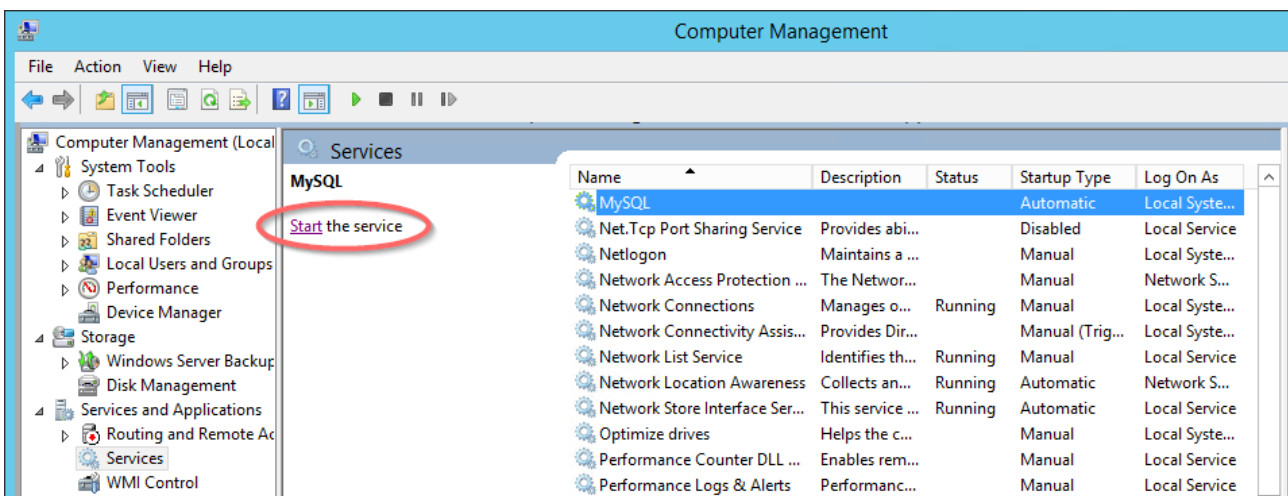 Computer Management
File Action View Help
Computer Management (Local
System Tools
Task Scheduler
Event Viewer
Shared Folders
Local Users and Groups
Performance
Device Manager
Storage
Windows Server Backup
Disk Management
Services and Applications
Routing and Remote Ac
Services
WMI Control
Services
MySQL
Start the service
Name Description Status Startup Type Log On As
MySQL Automatic Local Syste...
Net.Tcp Port Sharing Service Provides abi... Disabled Local Service
Netlogon Maintains a ... Manual Local Syste...
Network Access Protection ... The Networ... Manual Network S...
Network Connections Manages o... Running Manual Local Syste...
Network Connectivity Assis... Provides Dir... Manual (Trig... Local Syste...
Network List Service Identifies th... Running Manual Local Service
Network Location Awareness Collects an... Running Automatic Network S...
Network Store Interface Ser... This service ... Running Automatic Local Service
Optimize drives Helps the c... Manual Local Syste...
Performance Counter DLL ... Enables rem... Manual Local Service
Performance Logs & Alerts Performanc... Manual Local Service